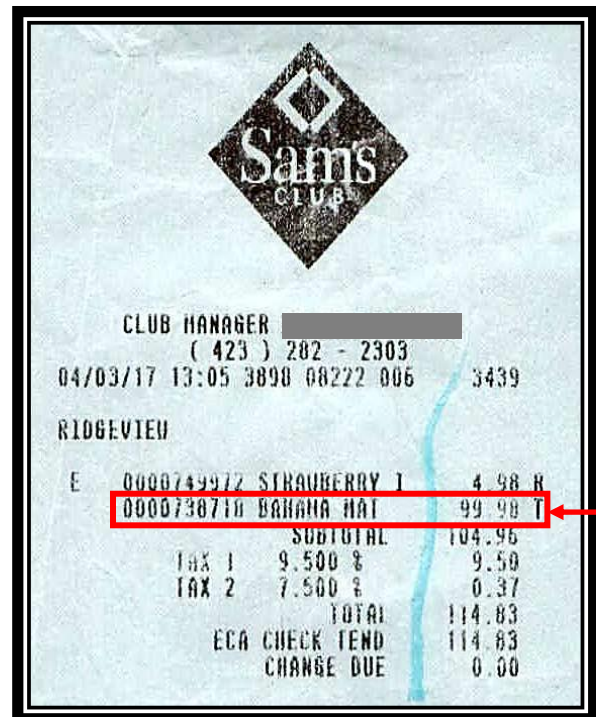 Sam's
CLUB
CLUB MANAGER
( 423 ) 282 - 2303
04/03/17 13:05 3898 08222 006 3439
RIDGEVIEW
E 0000749972 STRAWBERRY 1 4.98 R
0000738710 BAHAMA MAT 99.98 T
SUBTOTAL 104.96
TAX 1 9.500 % 9.50
TAX 2 7.500 % 0.37
TOTAL 114.83
ECA CHECK TEND 114.83
CHANGE DUE 0.00